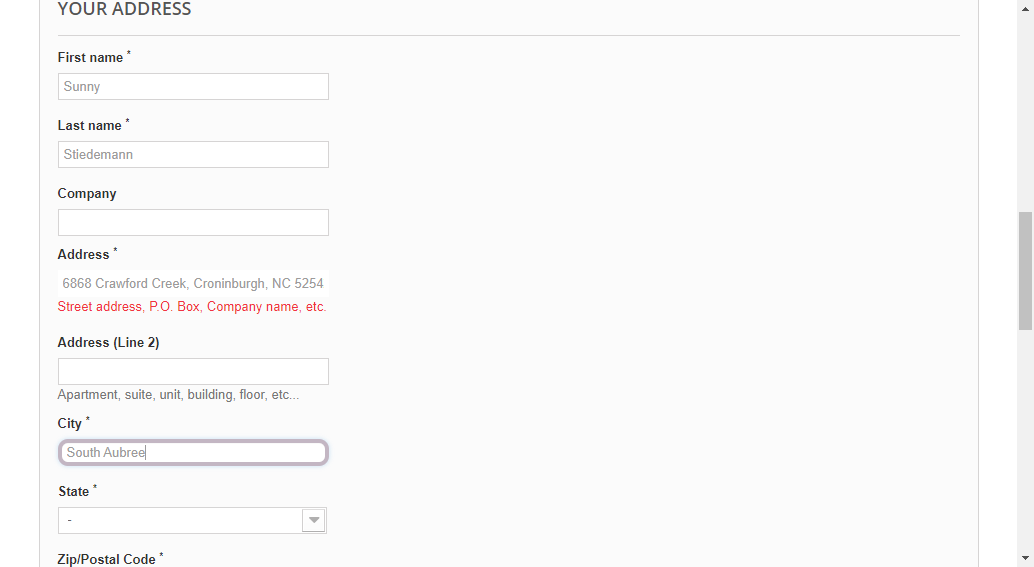 YOUR ADDRESS
First name *
Sunny
Last name *
Stiedemann
Company
Address *
6868 Crawford Creek, Croninburgh, NC 5254
Street address, P.O. Box, Company name, etc.
Address (Line 2)
Apartment, suite, unit, building, floor, etc...
City *
South Aubree
State *
-
Zip/Postal Code *